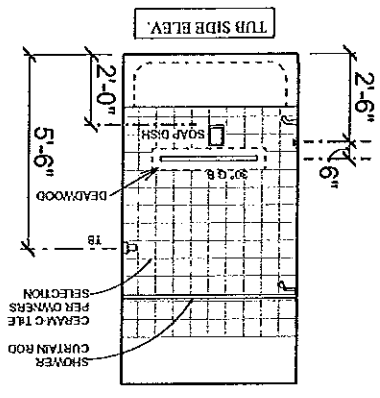 SHOWER
CURTAIN ROD
CERAMIC TILE
PER OWNERS
SELECTION
TB
DEADWOOD
30" G.B
SOAP DISH
5'-6"
2'-0"
6"
2'-6"
TUB SIDE ELEV.